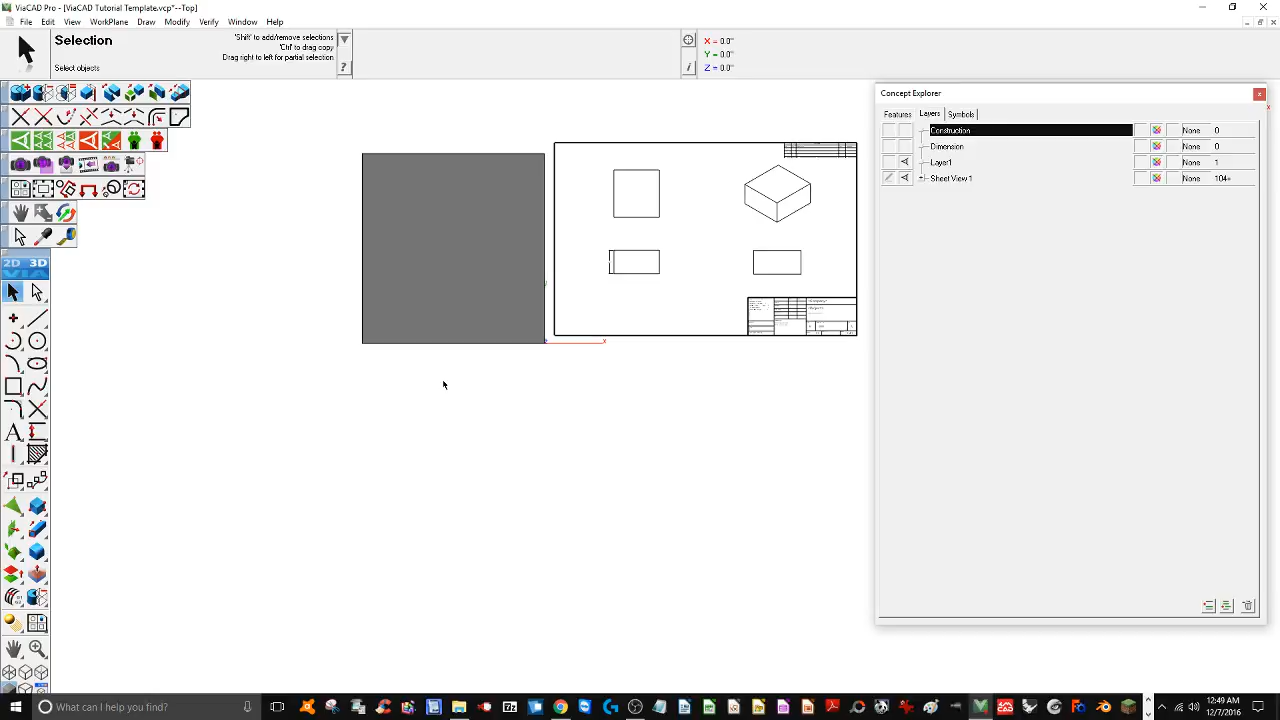 ViaCAD Pro - [ViaCAD Tutorial Template.vcp*--Top]
File Edit View WorkPlane Draw Modify Verify Window Help
Selection
Select objects
'Shift' to add/remove selections
'Ctrl' to drag copy
Drag right to left for partial selection
?
i
X = 0.0"
Y = 0.0"
Z = 0.0"
Concept Explorer
Features Layers Symbols
Construction None 0
Dimension None 0
Layer1 None 1
Sheet View 1 None 104*
2D 3D
VIA
A
y
z
x
What can I help you find?
12:49 AM
12/7/2016